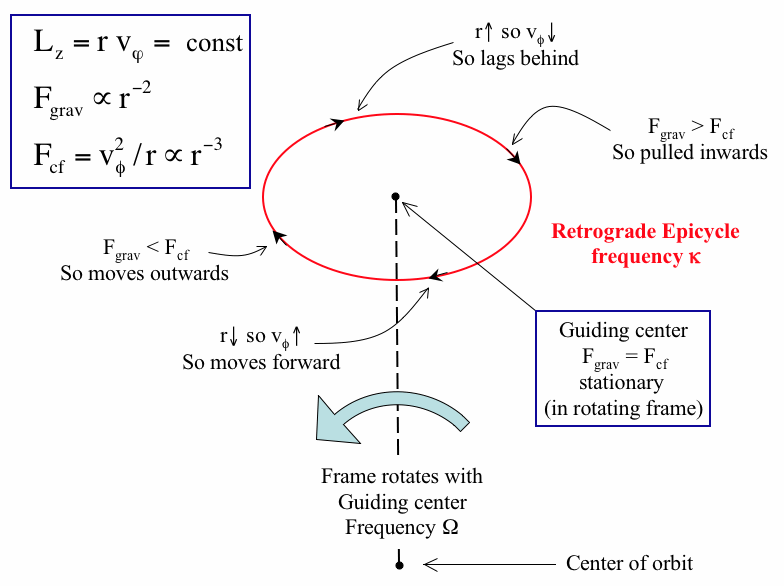 L_z = r v_φ = const
F_grav ∝ r^-2
F_cf = v_ϕ^2 / r ∝ r^-3
r↑ so v_ϕ↓
So lags behind
F_grav > F_cf
So pulled inwards
Retrograde Epicycle
frequency κ
F_grav < F_cf
So moves outwards
r↓ so v_ϕ↑
So moves forward
Guiding center
F_grav = F_cf
stationary
(in rotating frame)
Frame rotates with
Guiding center
Frequency Ω
Center of orbit